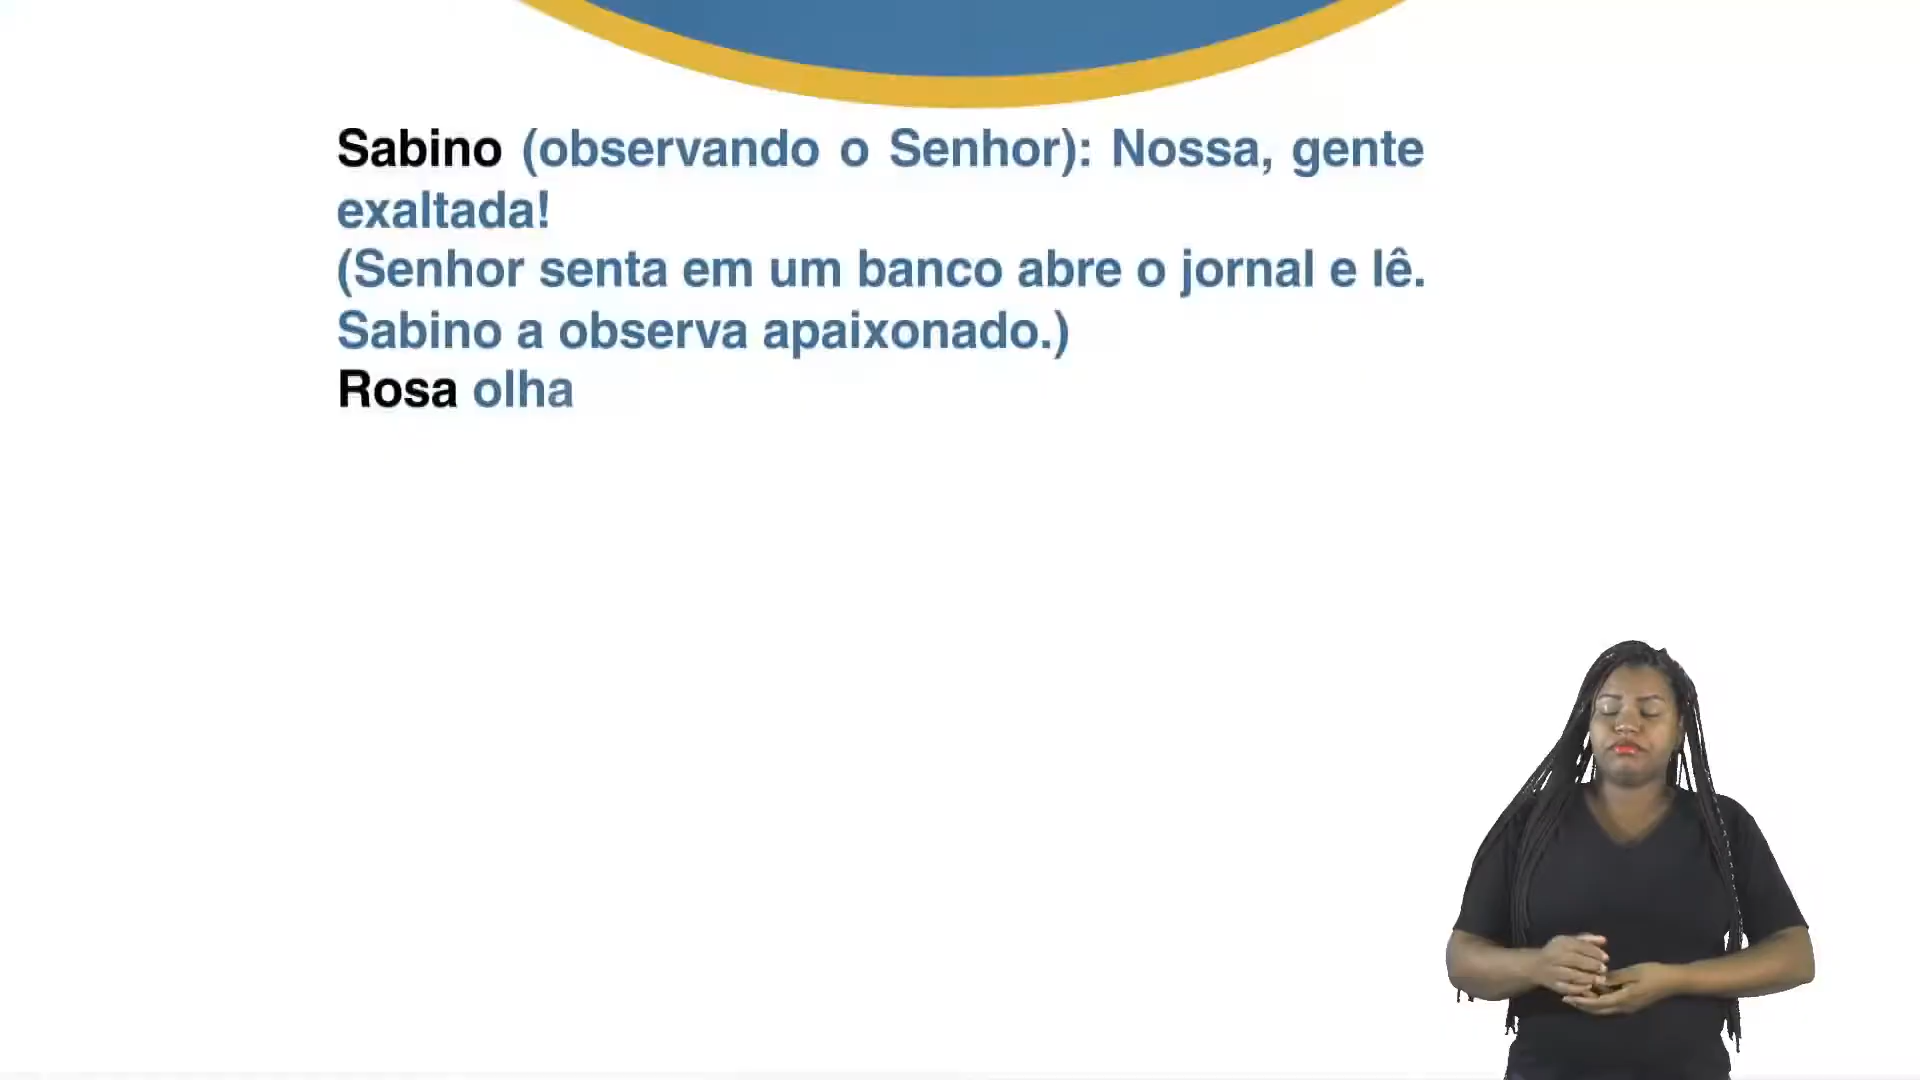 Sabino (observando o Senhor): Nossa, gente
exaltada!
(Senhor senta em um banco abre o jornal e lê.
Sabino a observa apaixonado.)
Rosa olha